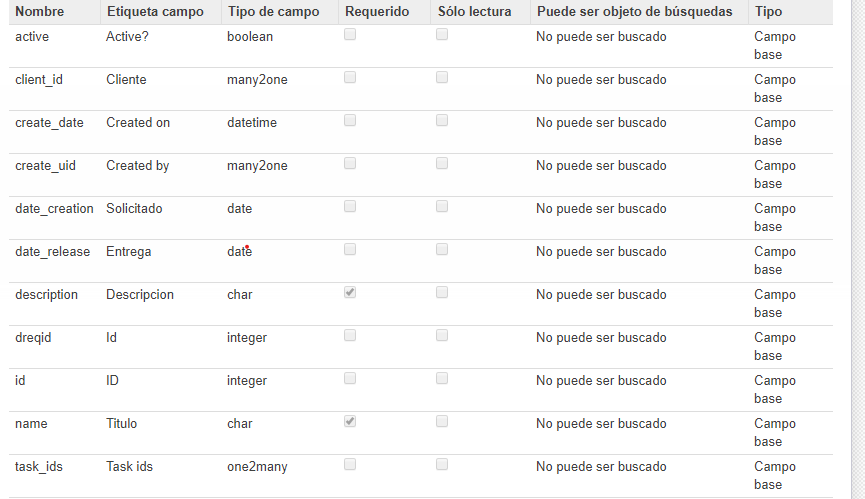 Nombre Etiqueta campo Tipo de campo Requerido Sólo lectura Puede ser objeto de búsquedas Tipo
active Active? boolean No puede ser buscado Campo base
client_id Cliente many2one No puede ser buscado Campo base
create_date Created on datetime No puede ser buscado Campo base
create_uid Created by many2one No puede ser buscado Campo base
date_creation Solicitado date No puede ser buscado Campo base
date_release Entrega date No puede ser buscado Campo base
description Descripcion char No puede ser buscado Campo base
dreqid Id integer No puede ser buscado Campo base
id ID integer No puede ser buscado Campo base
name Titulo char No puede ser buscado Campo base
task_ids Task ids one2many No puede ser buscado Campo base